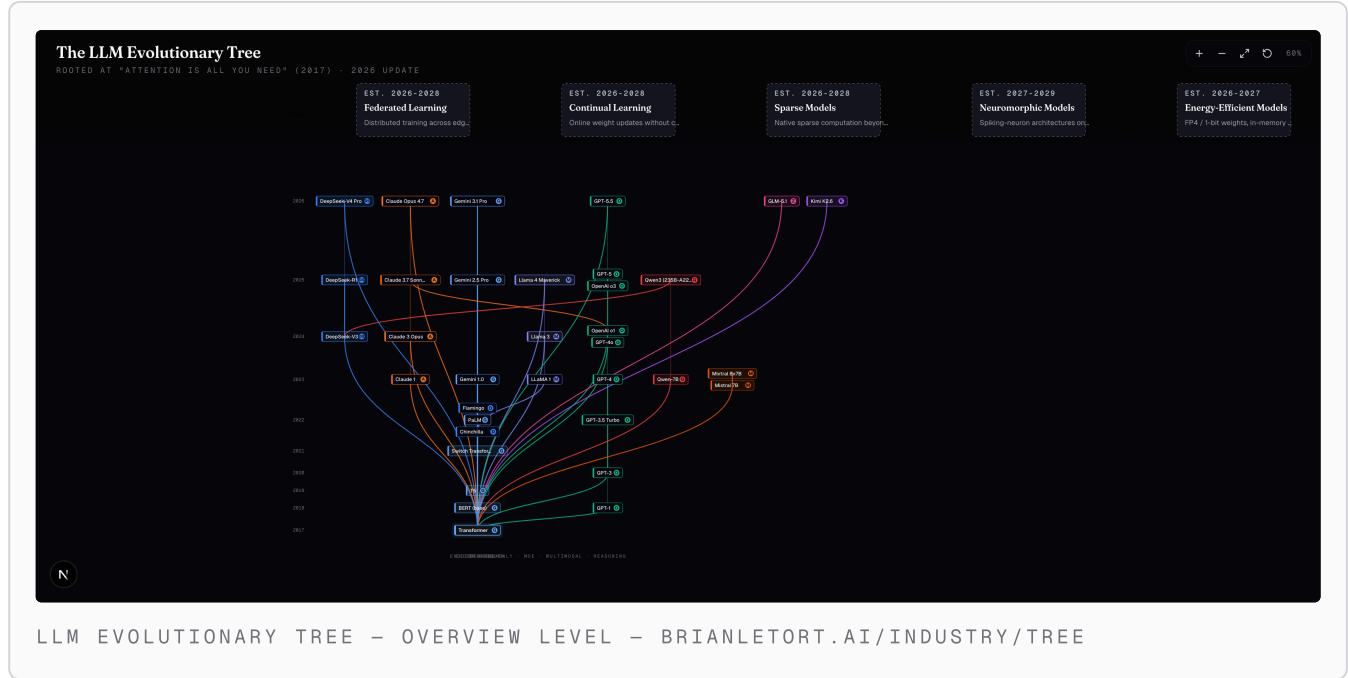 The LLM Evolutionary Tree
ROOTED AT "ATTENTION IS ALL YOU NEED" (2017) · 2026 UPDATE
60%
EST. 2026-2028
Federated Learning
Distributed training across edg…
EST. 2026-2028
Continual Learning
Online weight updates without c…
EST. 2026-2028
Sparse Models
Native sparse computation beyon…
EST. 2027-2029
Neuromorphic Models
Spiking-neuron architectures on…
EST. 2026-2027
Energy-Efficient Models
FP4 / 1-bit weights, in-memory …
2026
DeepSeek-V4 Pro
Claude Opus 4.7
Gemini 3.1 Pro
GPT-5.5
GLM-5.1
Kimi K2.6
2025
DeepSeek-R1
Claude 3.7 Sonn…
Gemini 2.5 Pro
Llama 4 Maverick
GPT-5
OpenAI o3
Qwen3 (235B-A22…
2024
DeepSeek-V3
Claude 3 Opus
Llama 3
OpenAI o1
GPT-4o
2023
Claude 1
Gemini 1.0
LLaMA 1
GPT-4
Qwen-7B
Mixtral 8x7B
Mistral 7B
Flamingo
2022
PaLM
GPT-3.5 Turbo
Chinchilla
2021
Switch Transfor…
2020
GPT-3
2019
T5
2018
BERT (base)
GPT-1
2017
Transformer
· MOE · MULTIMODAL · REASONING
N
LLM EVOLUTIONARY TREE — OVERVIEW LEVEL — BRIANLETORT.AI/INDUSTRY/TREE